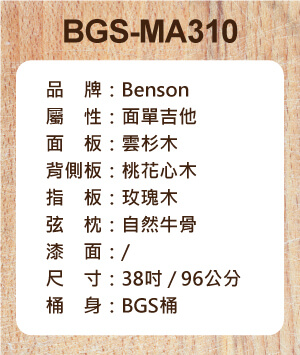 BGS-MA310
品　牌：Benson
屬　性：面單吉他
面　板：雲杉木
背側板：桃花心木
指　板：玫瑰木
弦　枕：自然牛骨
漆　面：/
尺　寸：38吋 / 96公分
桶　身：BGS桶